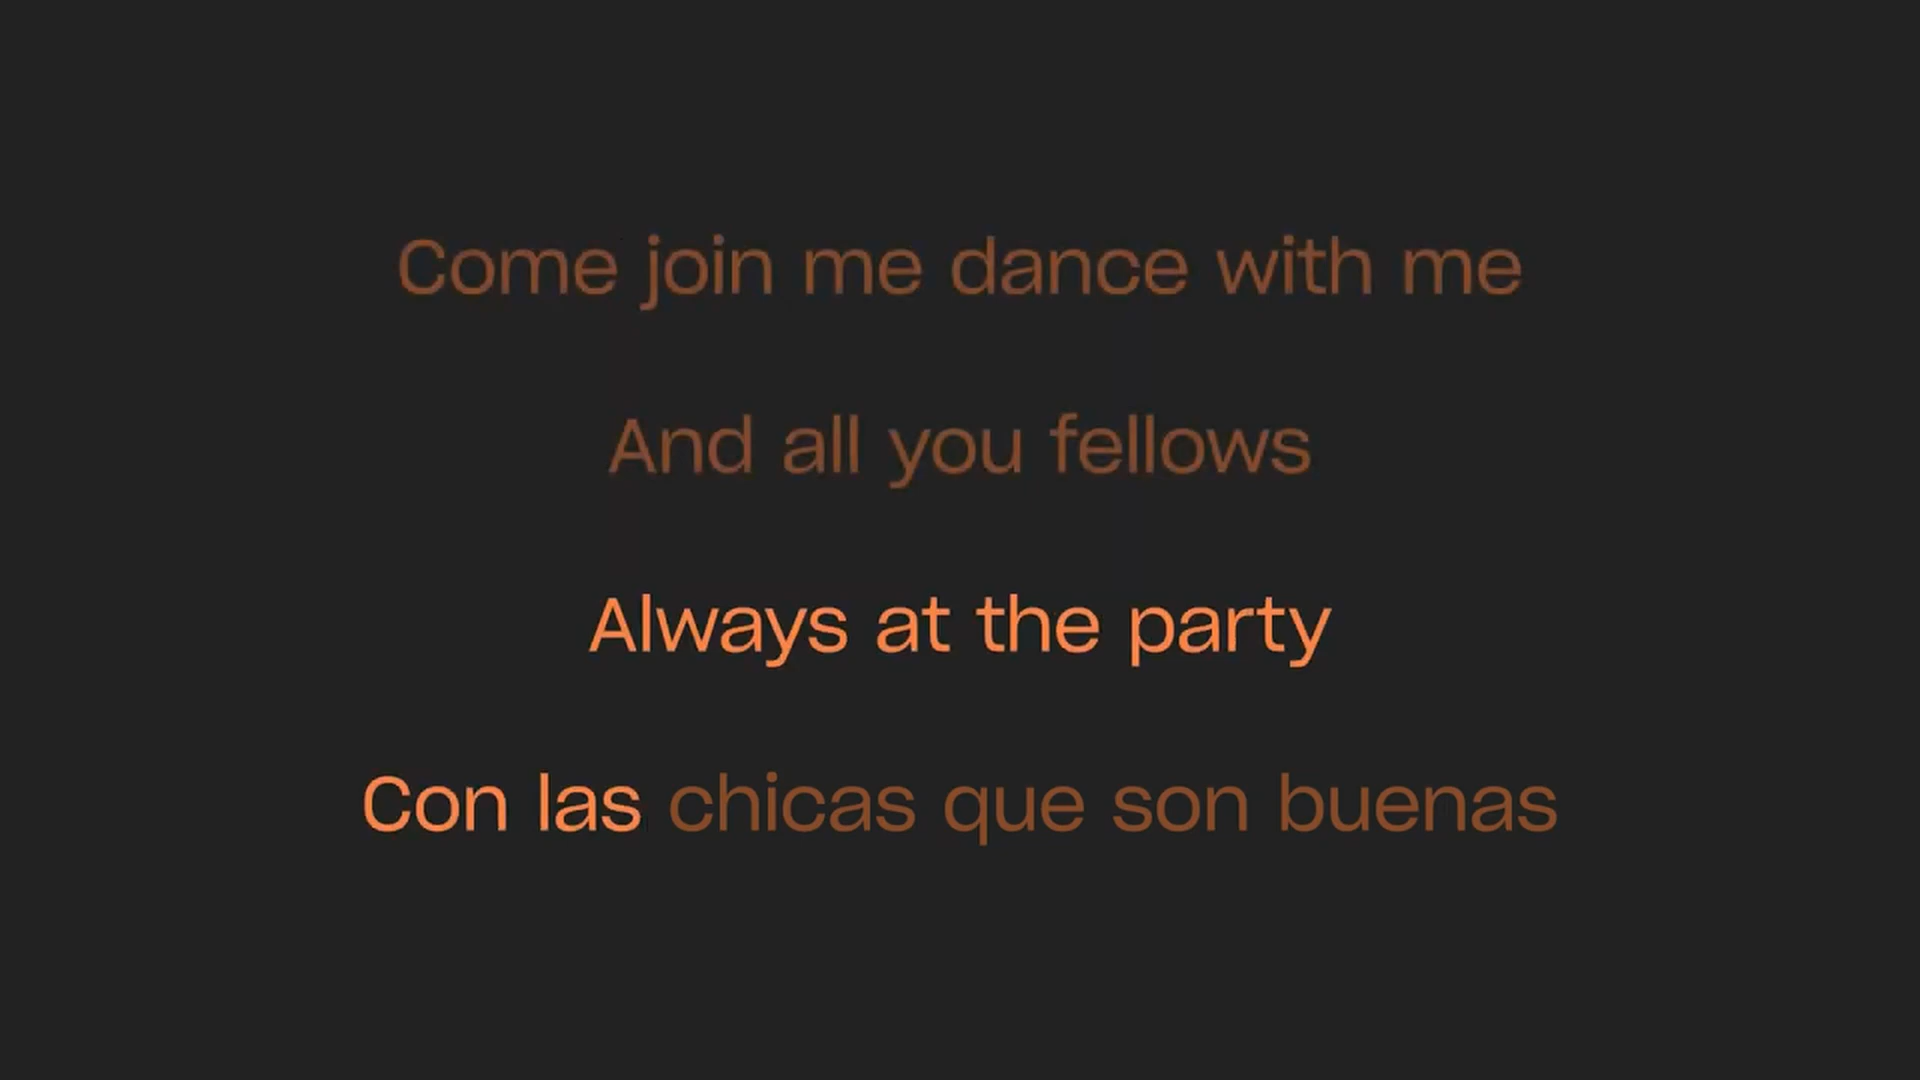 Come join me dance with me
And all you fellows
Always at the party
Con las chicas que son buenas